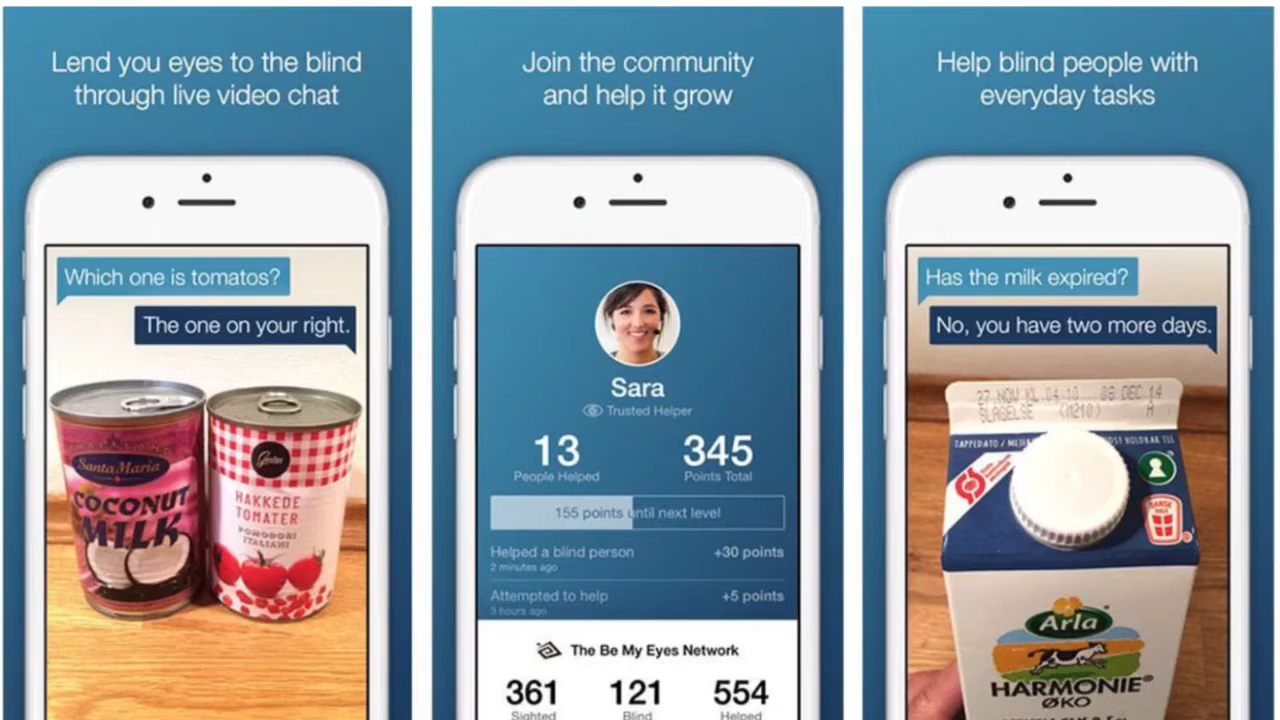 Lend you eyes to the blind
through live video chat
Which one is tomatos?
The one on your right.
Santa Maria
COCONUT
MILK
HAKKEDE
TOMATER
POMODORI
ITALIANI
Join the community
and help it grow
Sara
Trusted Helper
13
345
People Helped
Points Total
155 points until next level
Helped a blind person
+30 points
2 minutes ago
Attempted to help
+5 points
3 hours ago
The Be My Eyes Network
361
121
554
Sighted
Blind
Helped
Help blind people with
everyday tasks
Has the milk expired?
No, you have two more days.
27 NOV KL 04 10 08 DEC 14
SLAGELSE (M210) M
Arla
HARMONIE®
ØKO